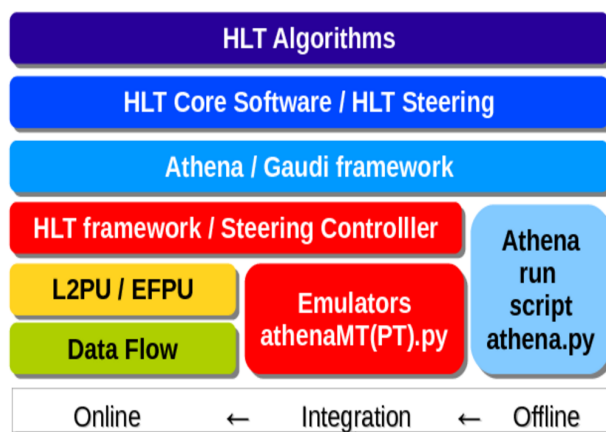 HLT Algorithms
HLT Core Software / HLT Steering
Athena / Gaudi framework
HLT framework / Steering Controlller
L2PU / EFPU
Data Flow
Emulators
athenaMT(PT).py
Athena
run
script
athena.py
Online ← Integration ← Offline